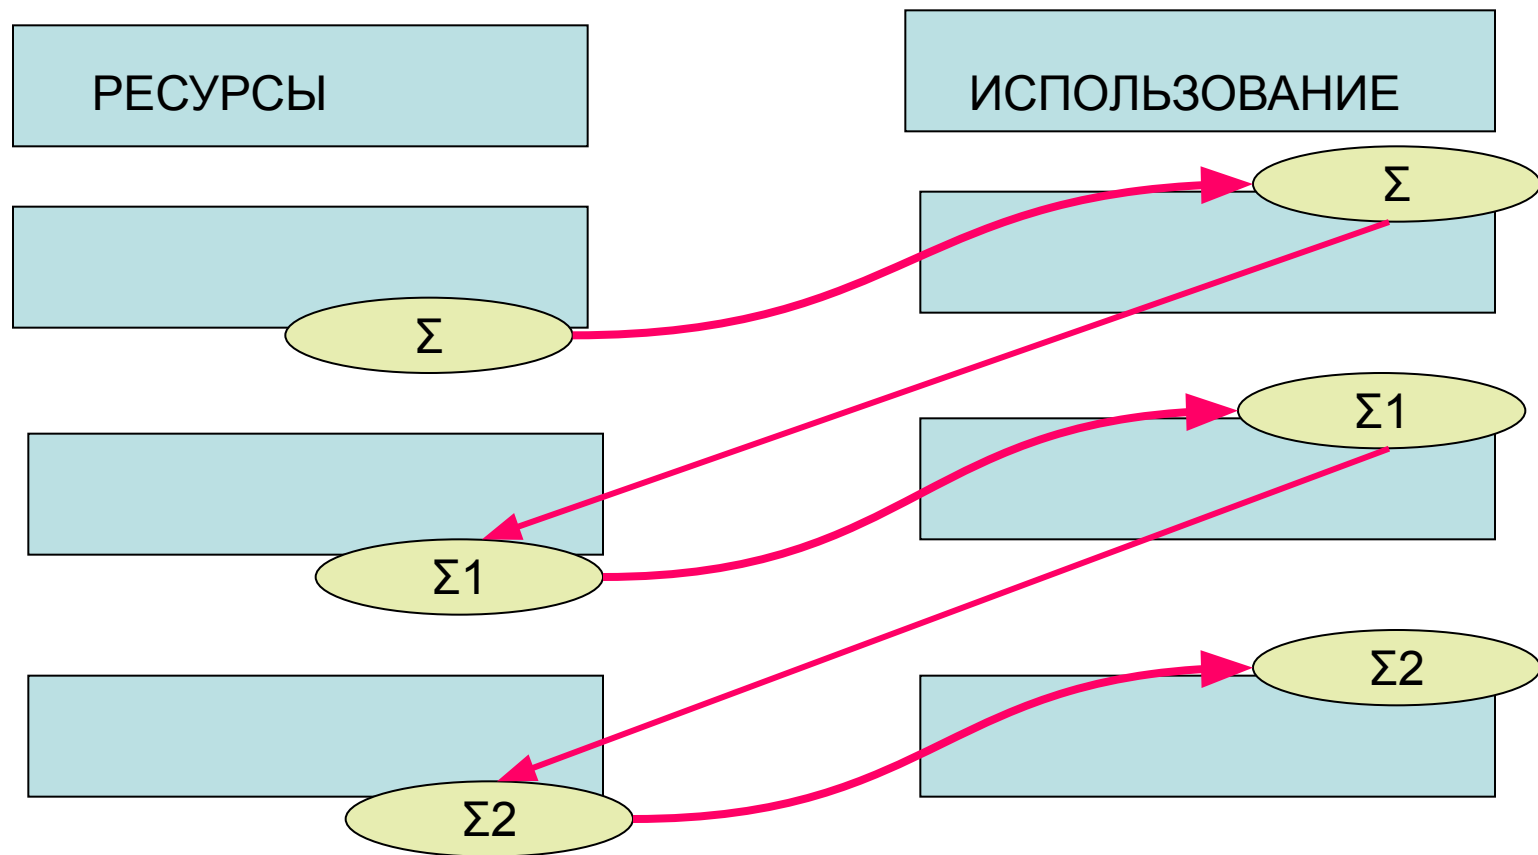 РЕСУРСЫ
ИСПОЛЬЗОВАНИЕ
Σ
Σ
Σ1
Σ1
Σ2
Σ2